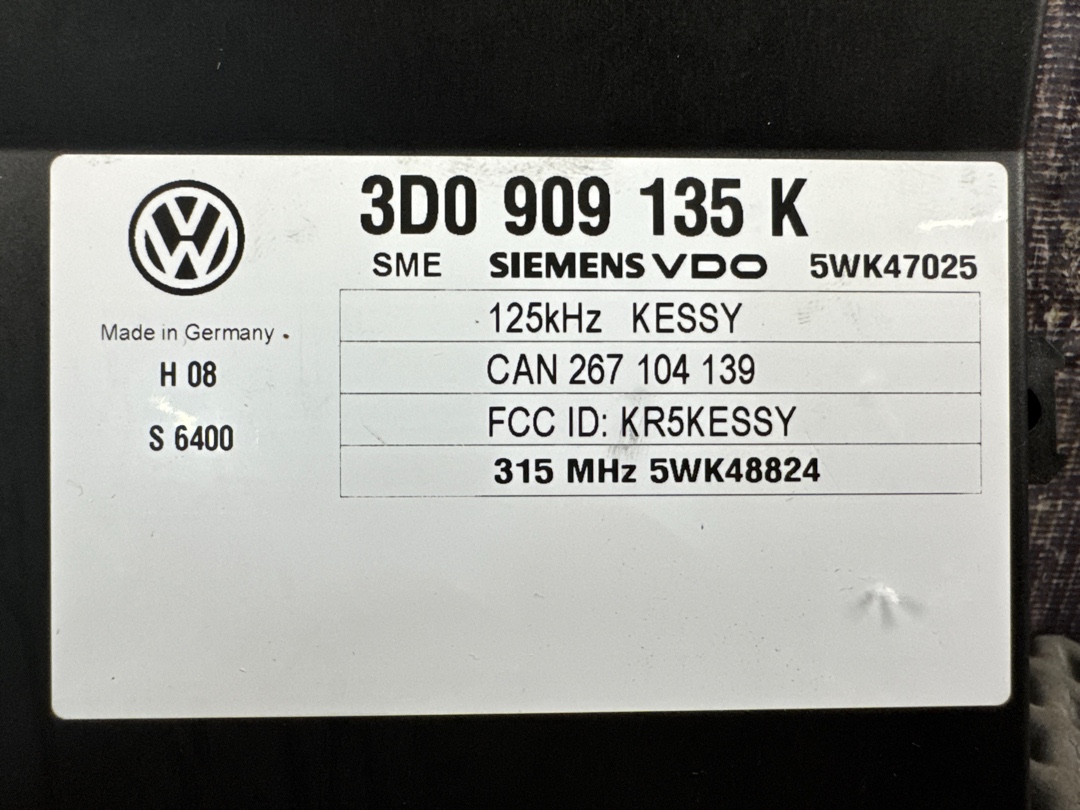 3D0 909 135 K
SME SIEMENS VDO 5WK47025
125kHz KESSY
Made in Germany
CAN 267 104 139
H 08
FCC ID: KR5KESSY
S 6400
315 MHz 5WK48824